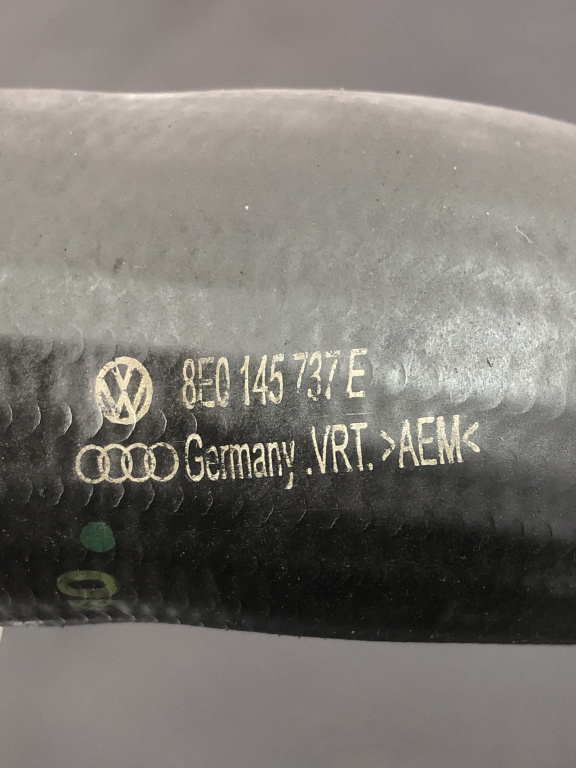 8E0 145 737 E
Germany .VRT. >AEM<